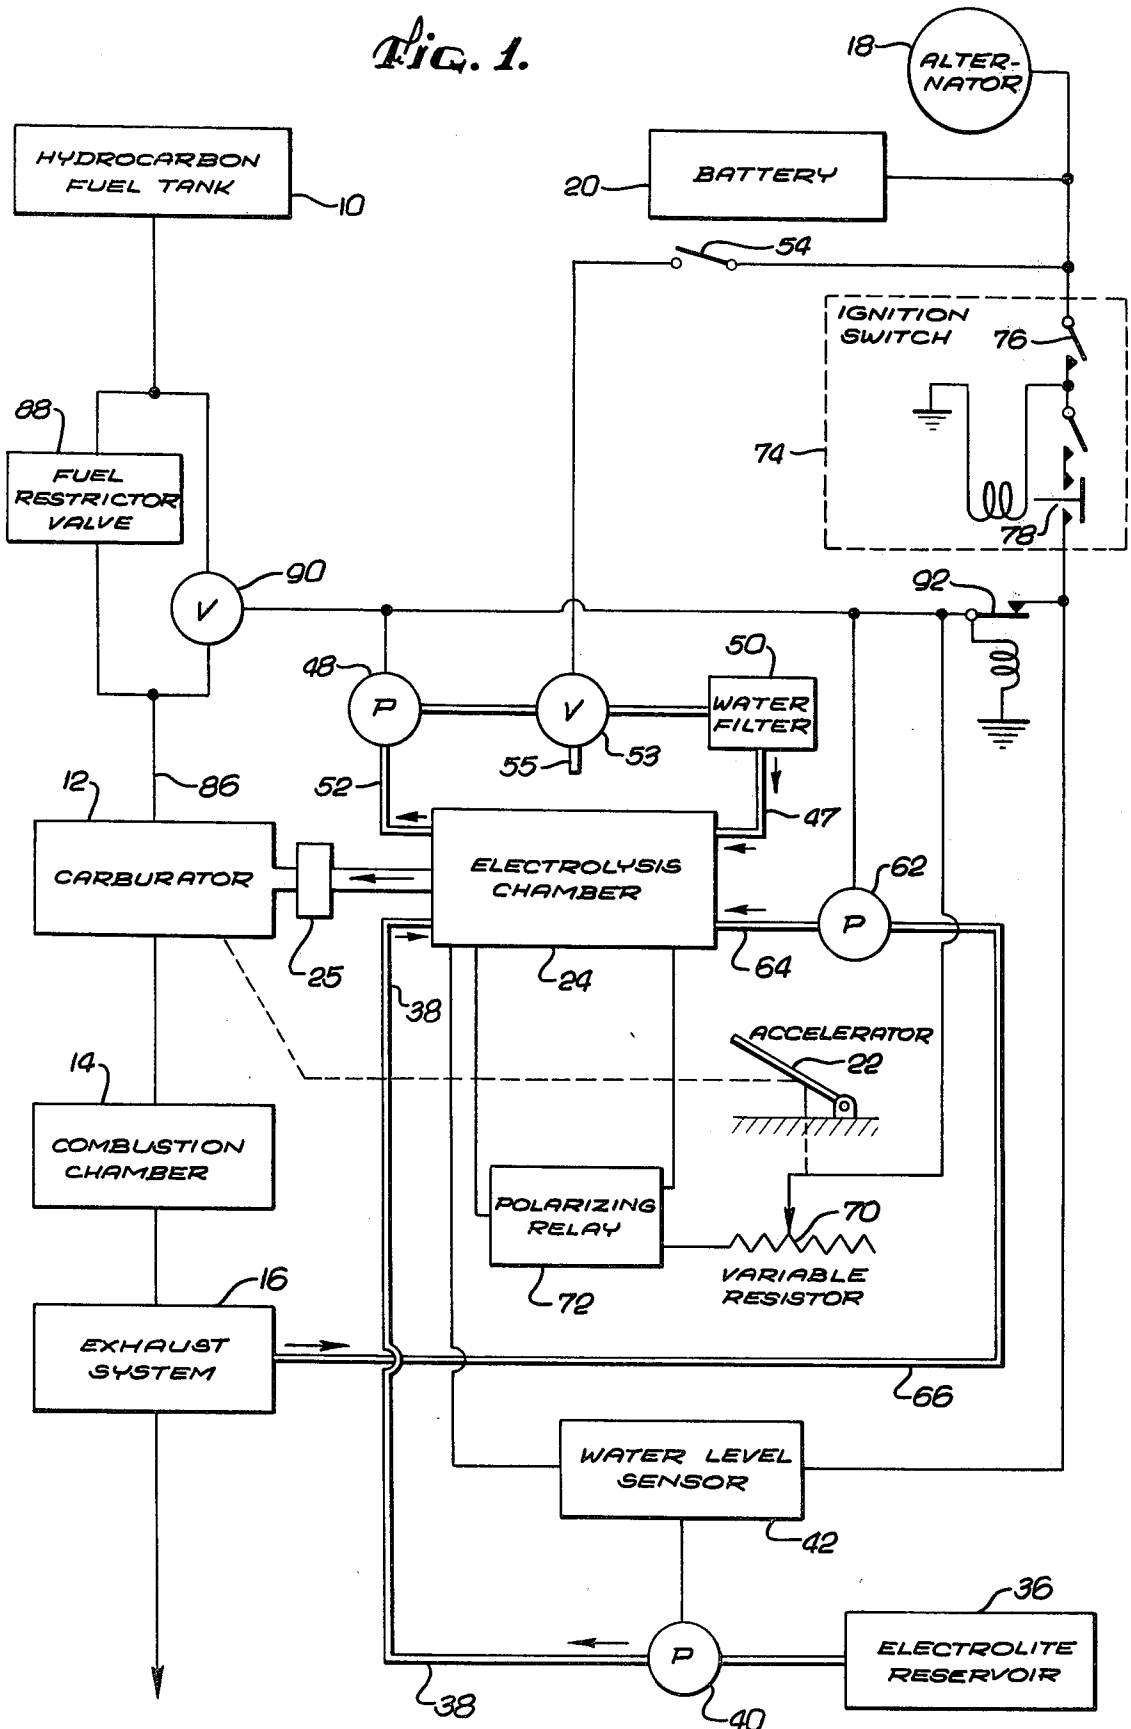 Fig. 1.
18
ALTER-
NATOR
HYDROCARBON
FUEL TANK
10
20
BATTERY
54
IGNITION
SWITCH
76
74
78
88
FUEL
RESTRICTOR
VALVE
90
V
92
48
P
50
WATER
FILTER
V
53
55
52
47
12
86
CARBURATOR
25
ELECTROLYSIS
CHAMBER
24
62
P
64
38
ACCELERATOR
22
14
COMBUSTION
CHAMBER
POLARIZING
RELAY
72
70
VARIABLE
RESISTOR
16
EXHAUST
SYSTEM
66
WATER LEVEL
SENSOR
42
36
P
ELECTROLITE
RESERVOIR
38
40